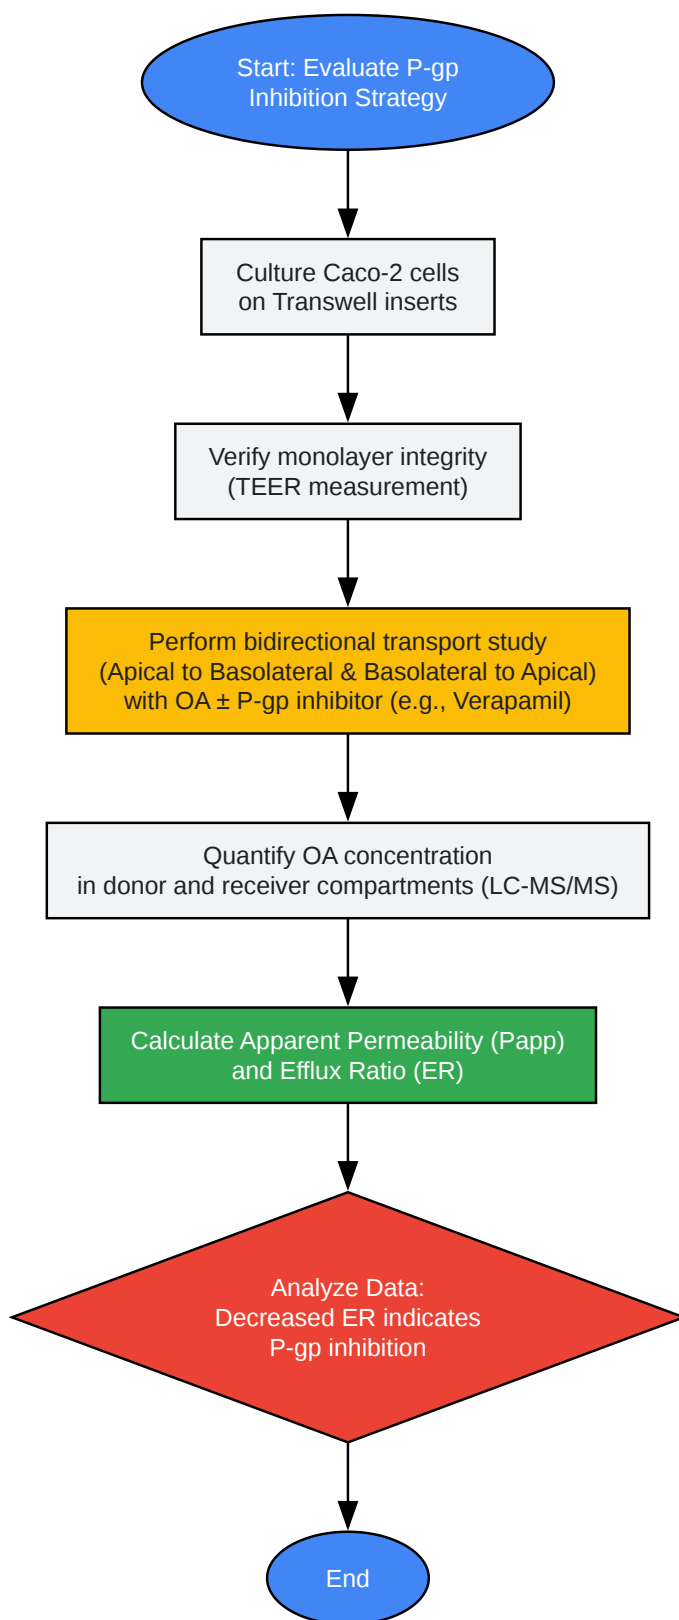 Start: Evaluate P-gp
Inhibition Strategy
Culture Caco-2 cells
on Transwell inserts
Verify monolayer integrity
(TEER measurement)
Perform bidirectional transport study
(Apical to Basolateral & Basolateral to Apical)
with OA ± P-gp inhibitor (e.g., Verapamil)
Quantify OA concentration
in donor and receiver compartments (LC-MS/MS)
Calculate Apparent Permeability (Papp)
and Efflux Ratio (ER)
Analyze Data:
Decreased ER indicates
P-gp inhibition
End